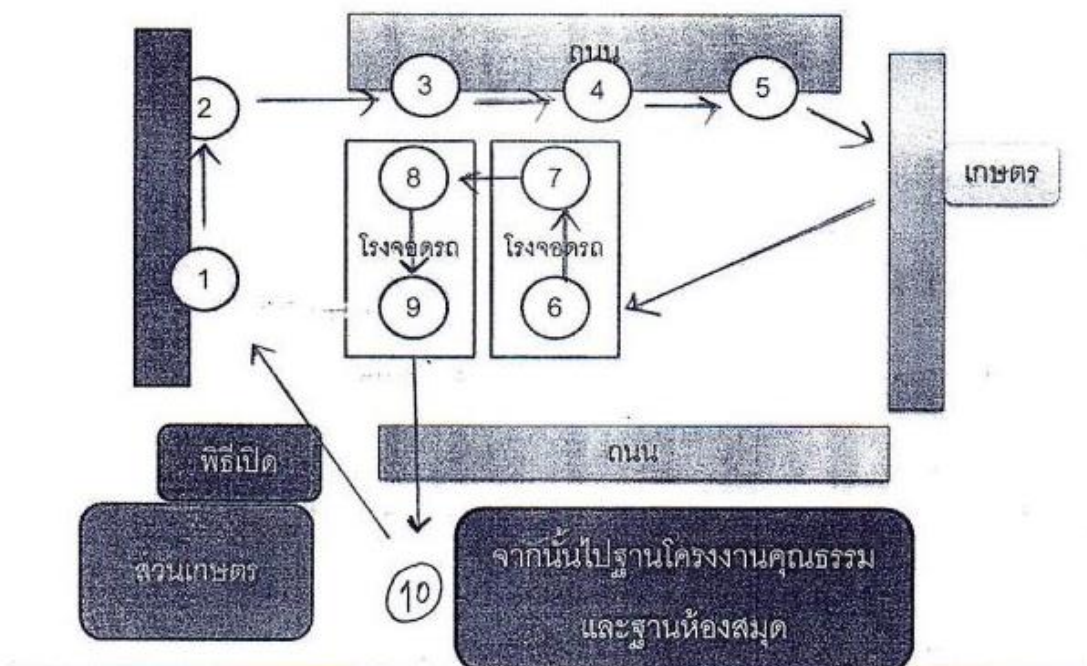 ถนน
2
3
4
5
เกษตร
8
7
โรงจอดรถ
โรงจอดรถ
1
9
6
พิธีเปิด
ถนน
สวนเกษตร
10
จากนั้นไปฐานโครงงานคุณธรรม
และฐานห้องสมุด